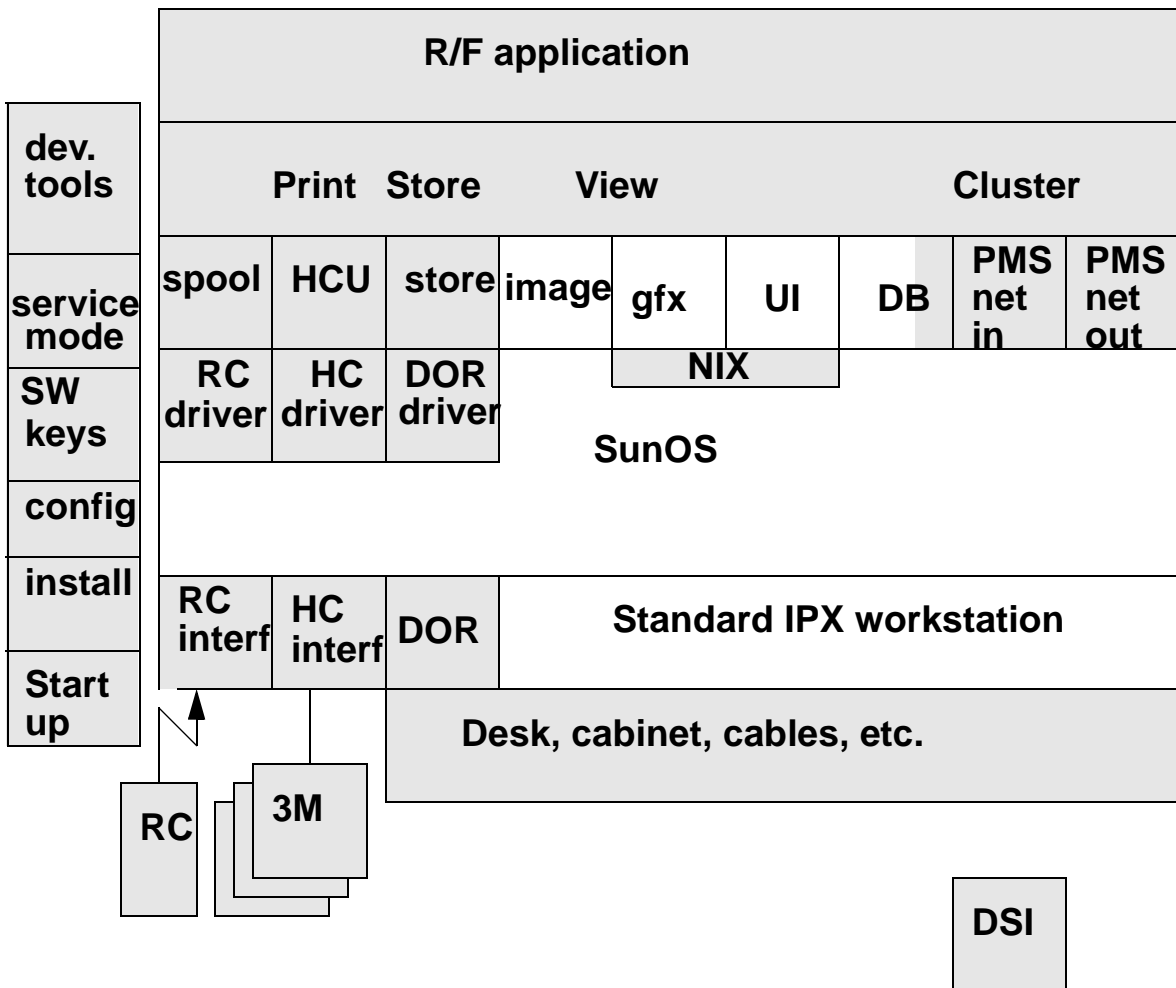 R/F application
dev.
tools
Print Store View Cluster
service
mode
spool
HCU
store
image
gfx
UI
DB
PMS
net
in
PMS
net
out
NIX
RC
driver
HC
driver
DOR
driver
SW
keys
SunOS
config
install
RC
interf
HC
interf
DOR
Standard IPX workstation
Start
up
Desk, cabinet, cables, etc.
RC
3M
DSI